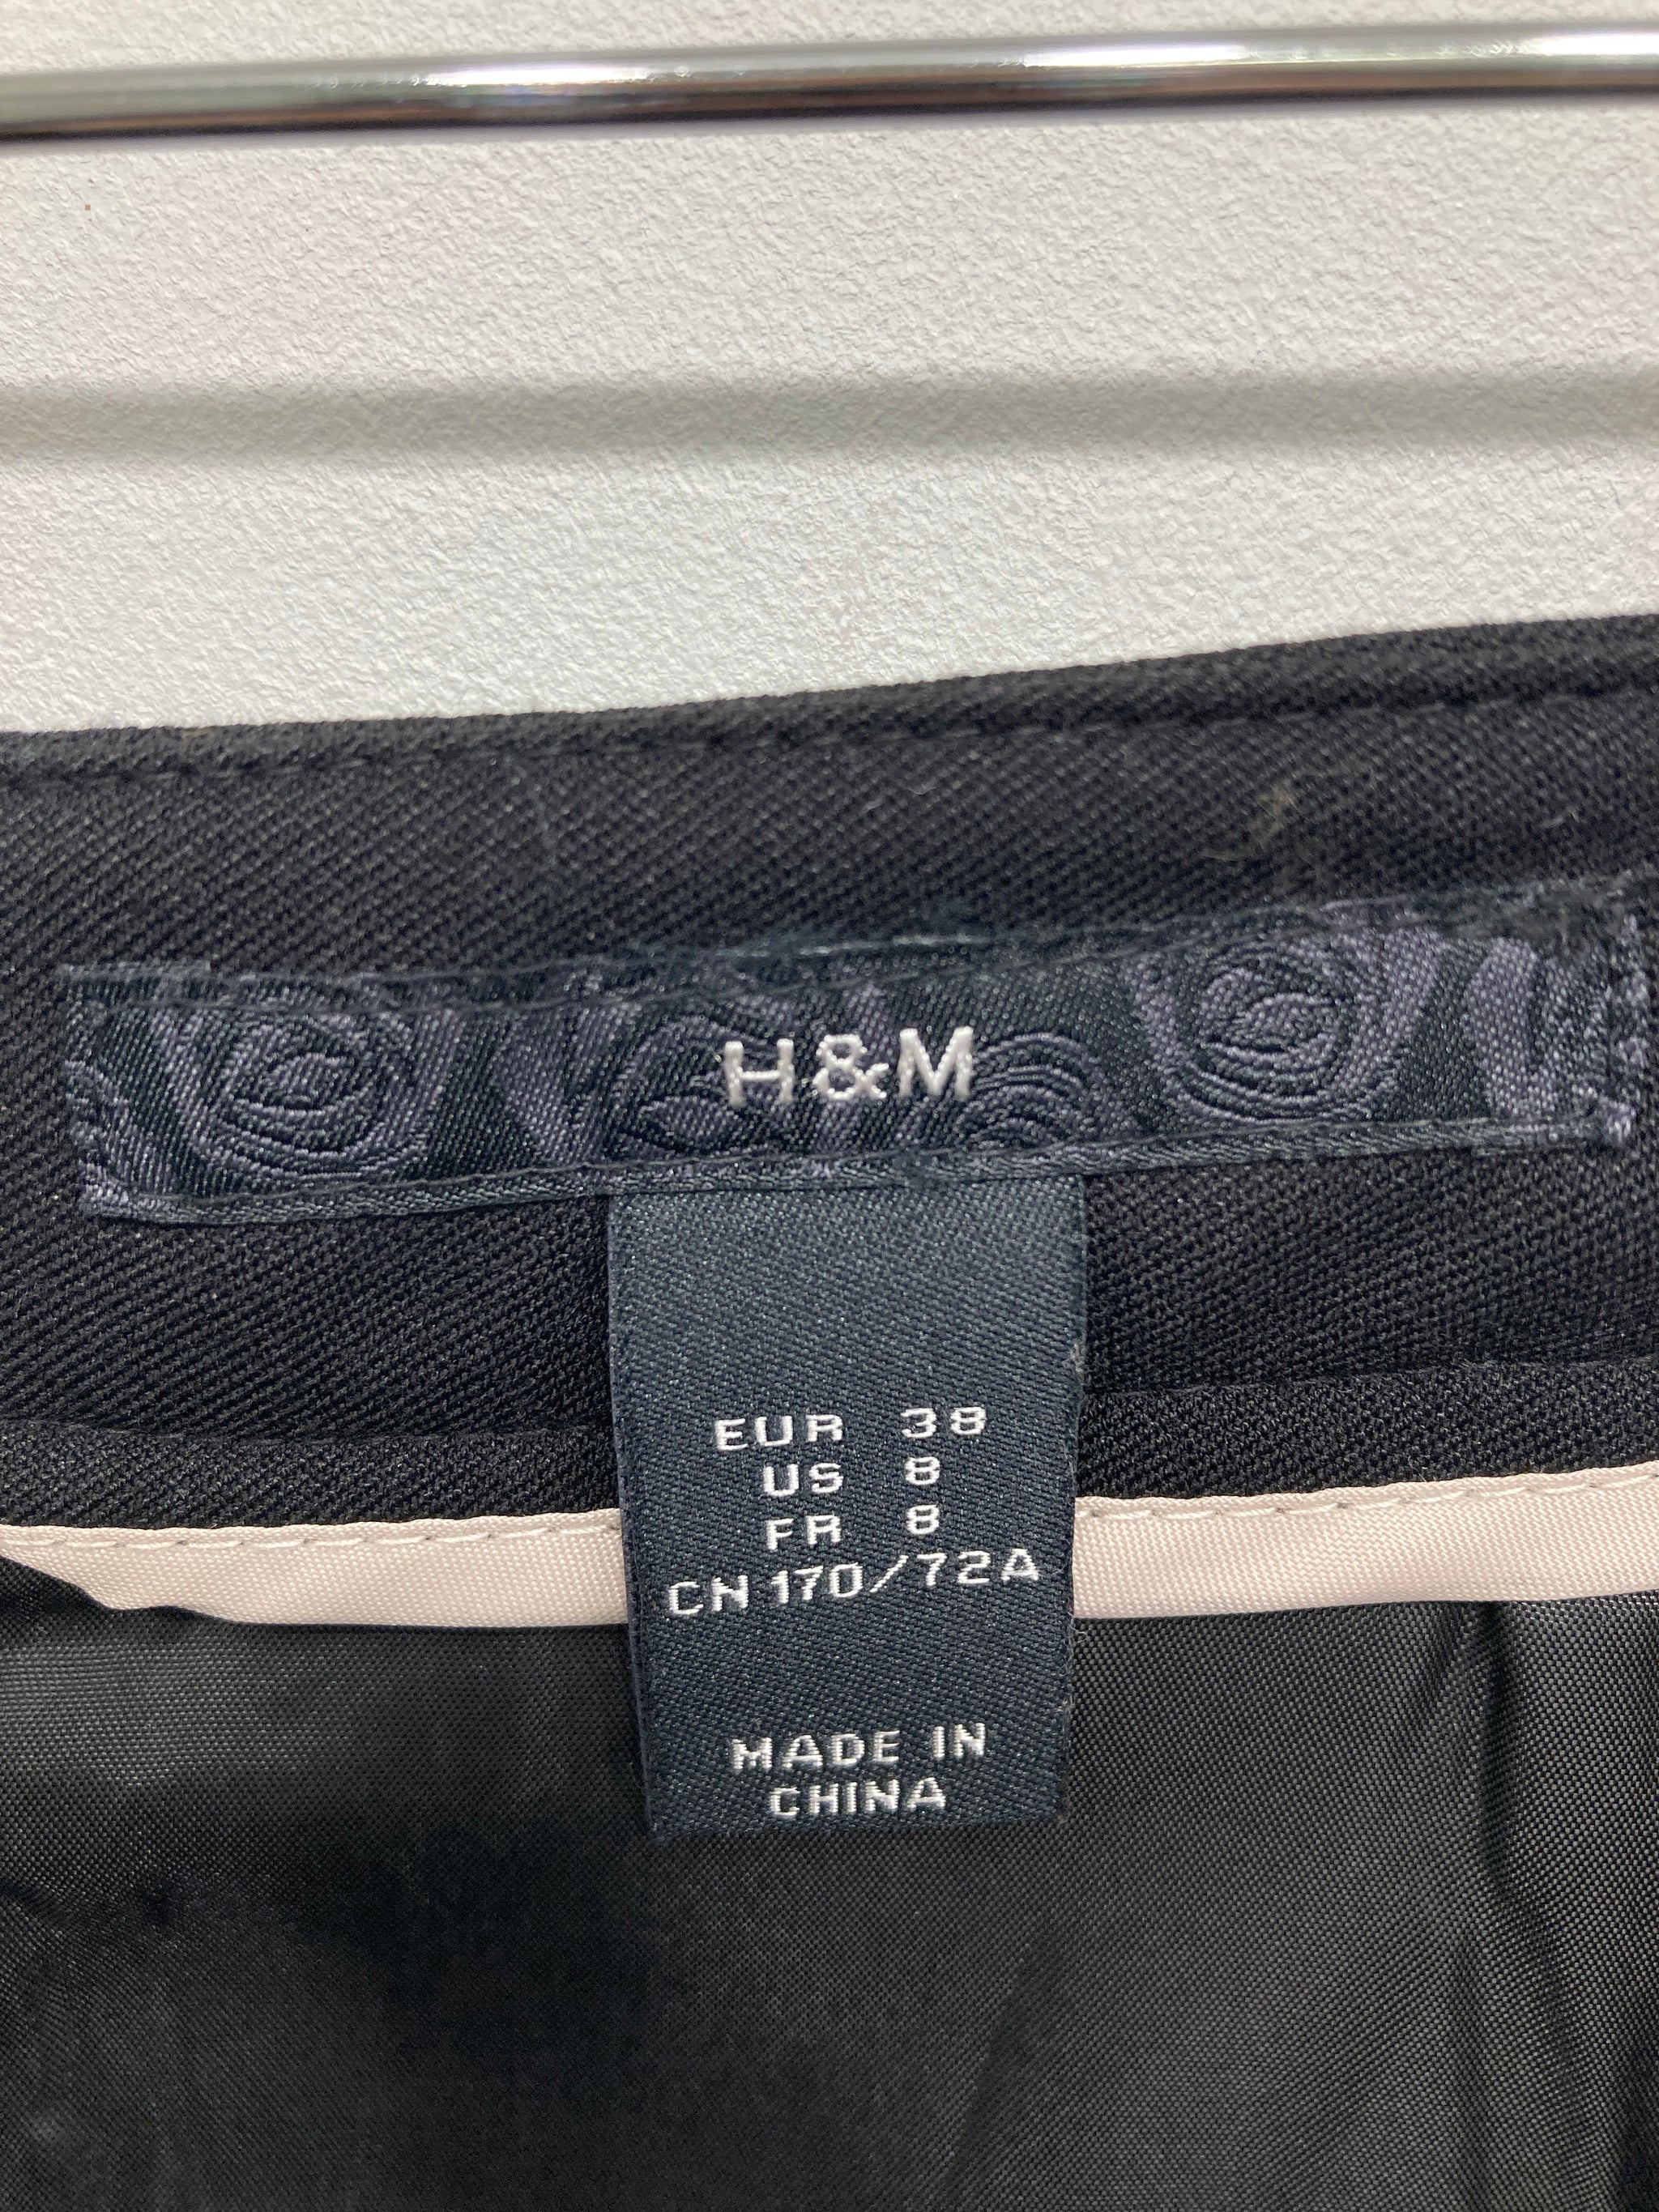 H&M
EUR 38
US 8
FR 8
CN 170/72A
MADE IN
CHINA